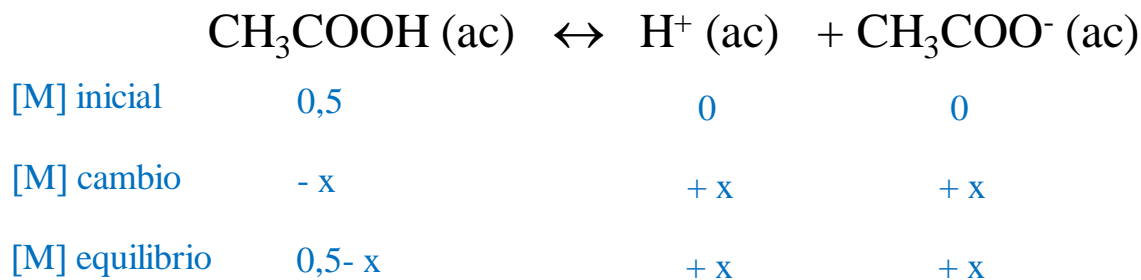 CH₃COOH (ac) ↔ H⁺ (ac) + CH₃COO⁻ (ac)
[M] inicial 0,5 0 0
[M] cambio - x + x + x
[M] equilibrio 0,5- x + x + x